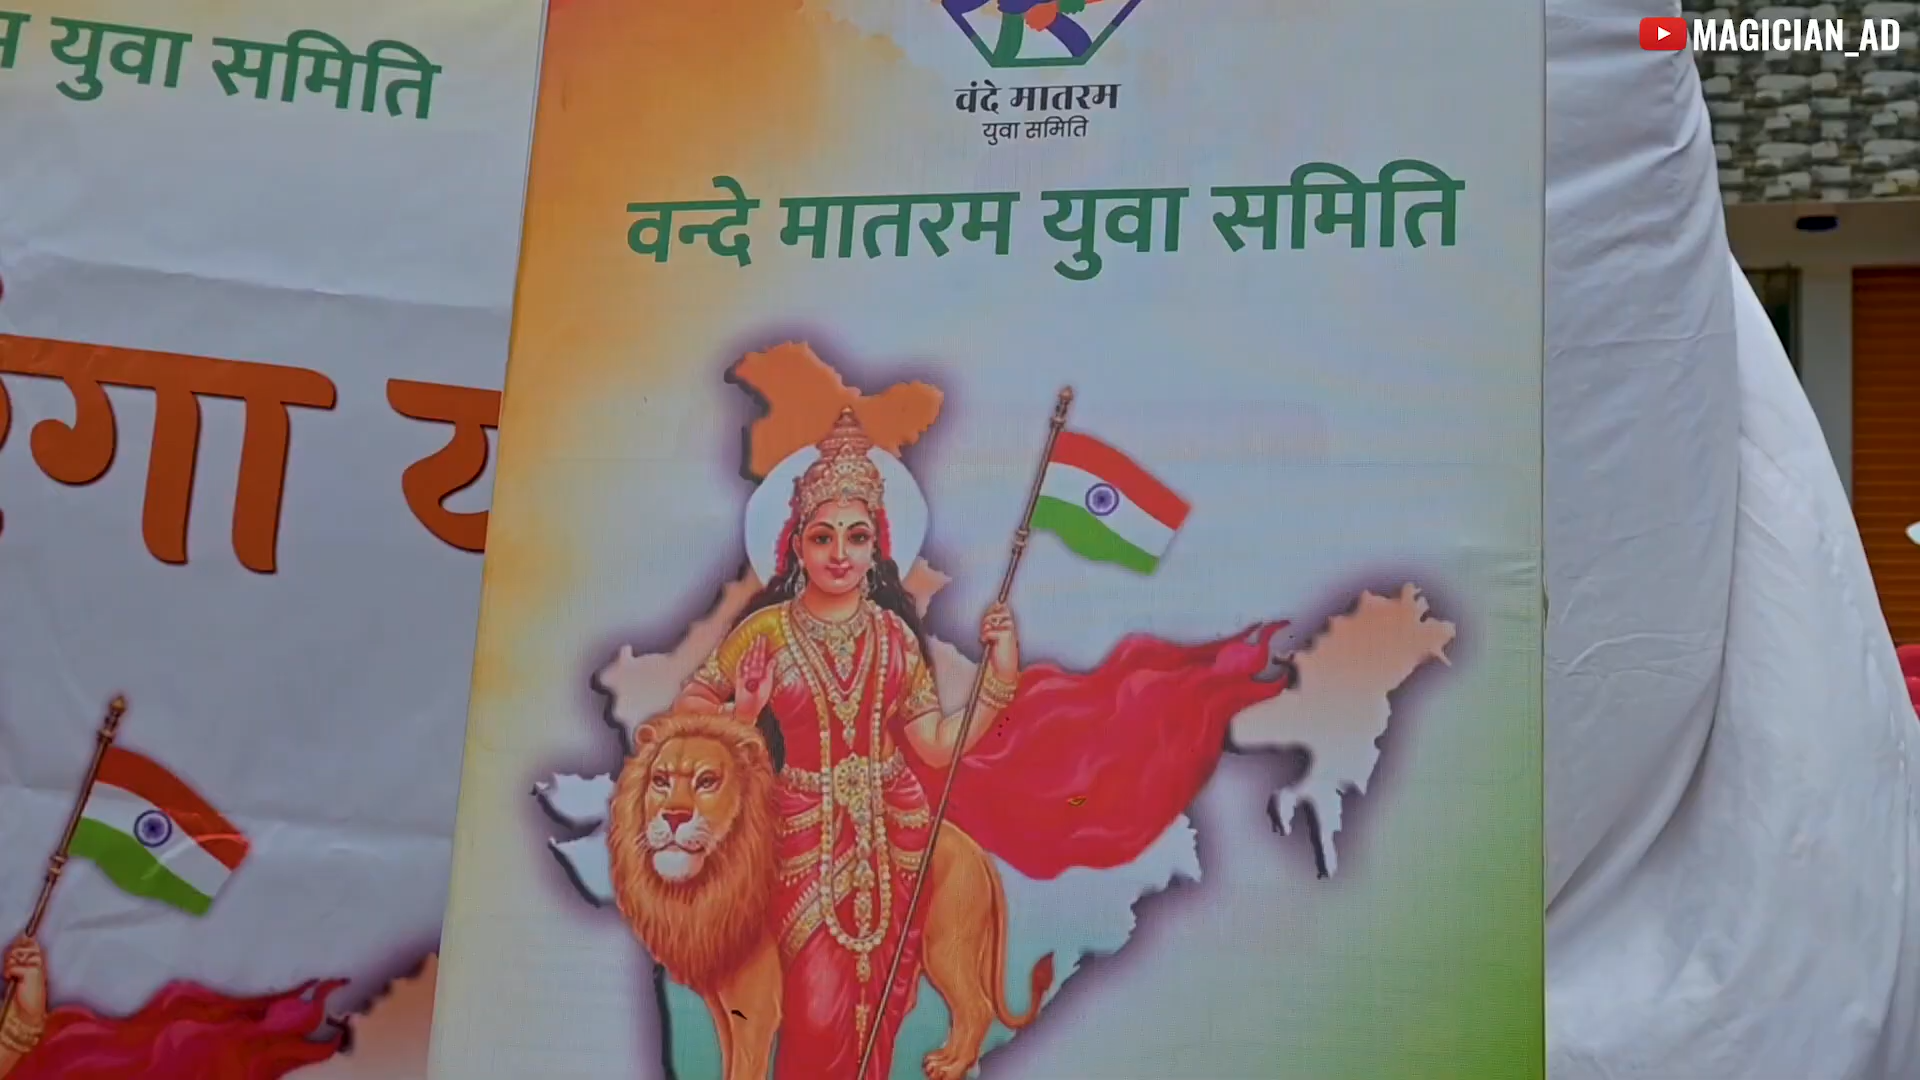 युवा समिति
MAGICIAN_AD
वंदे मातरम
युवा समिति
वन्दे मातरम युवा समिति